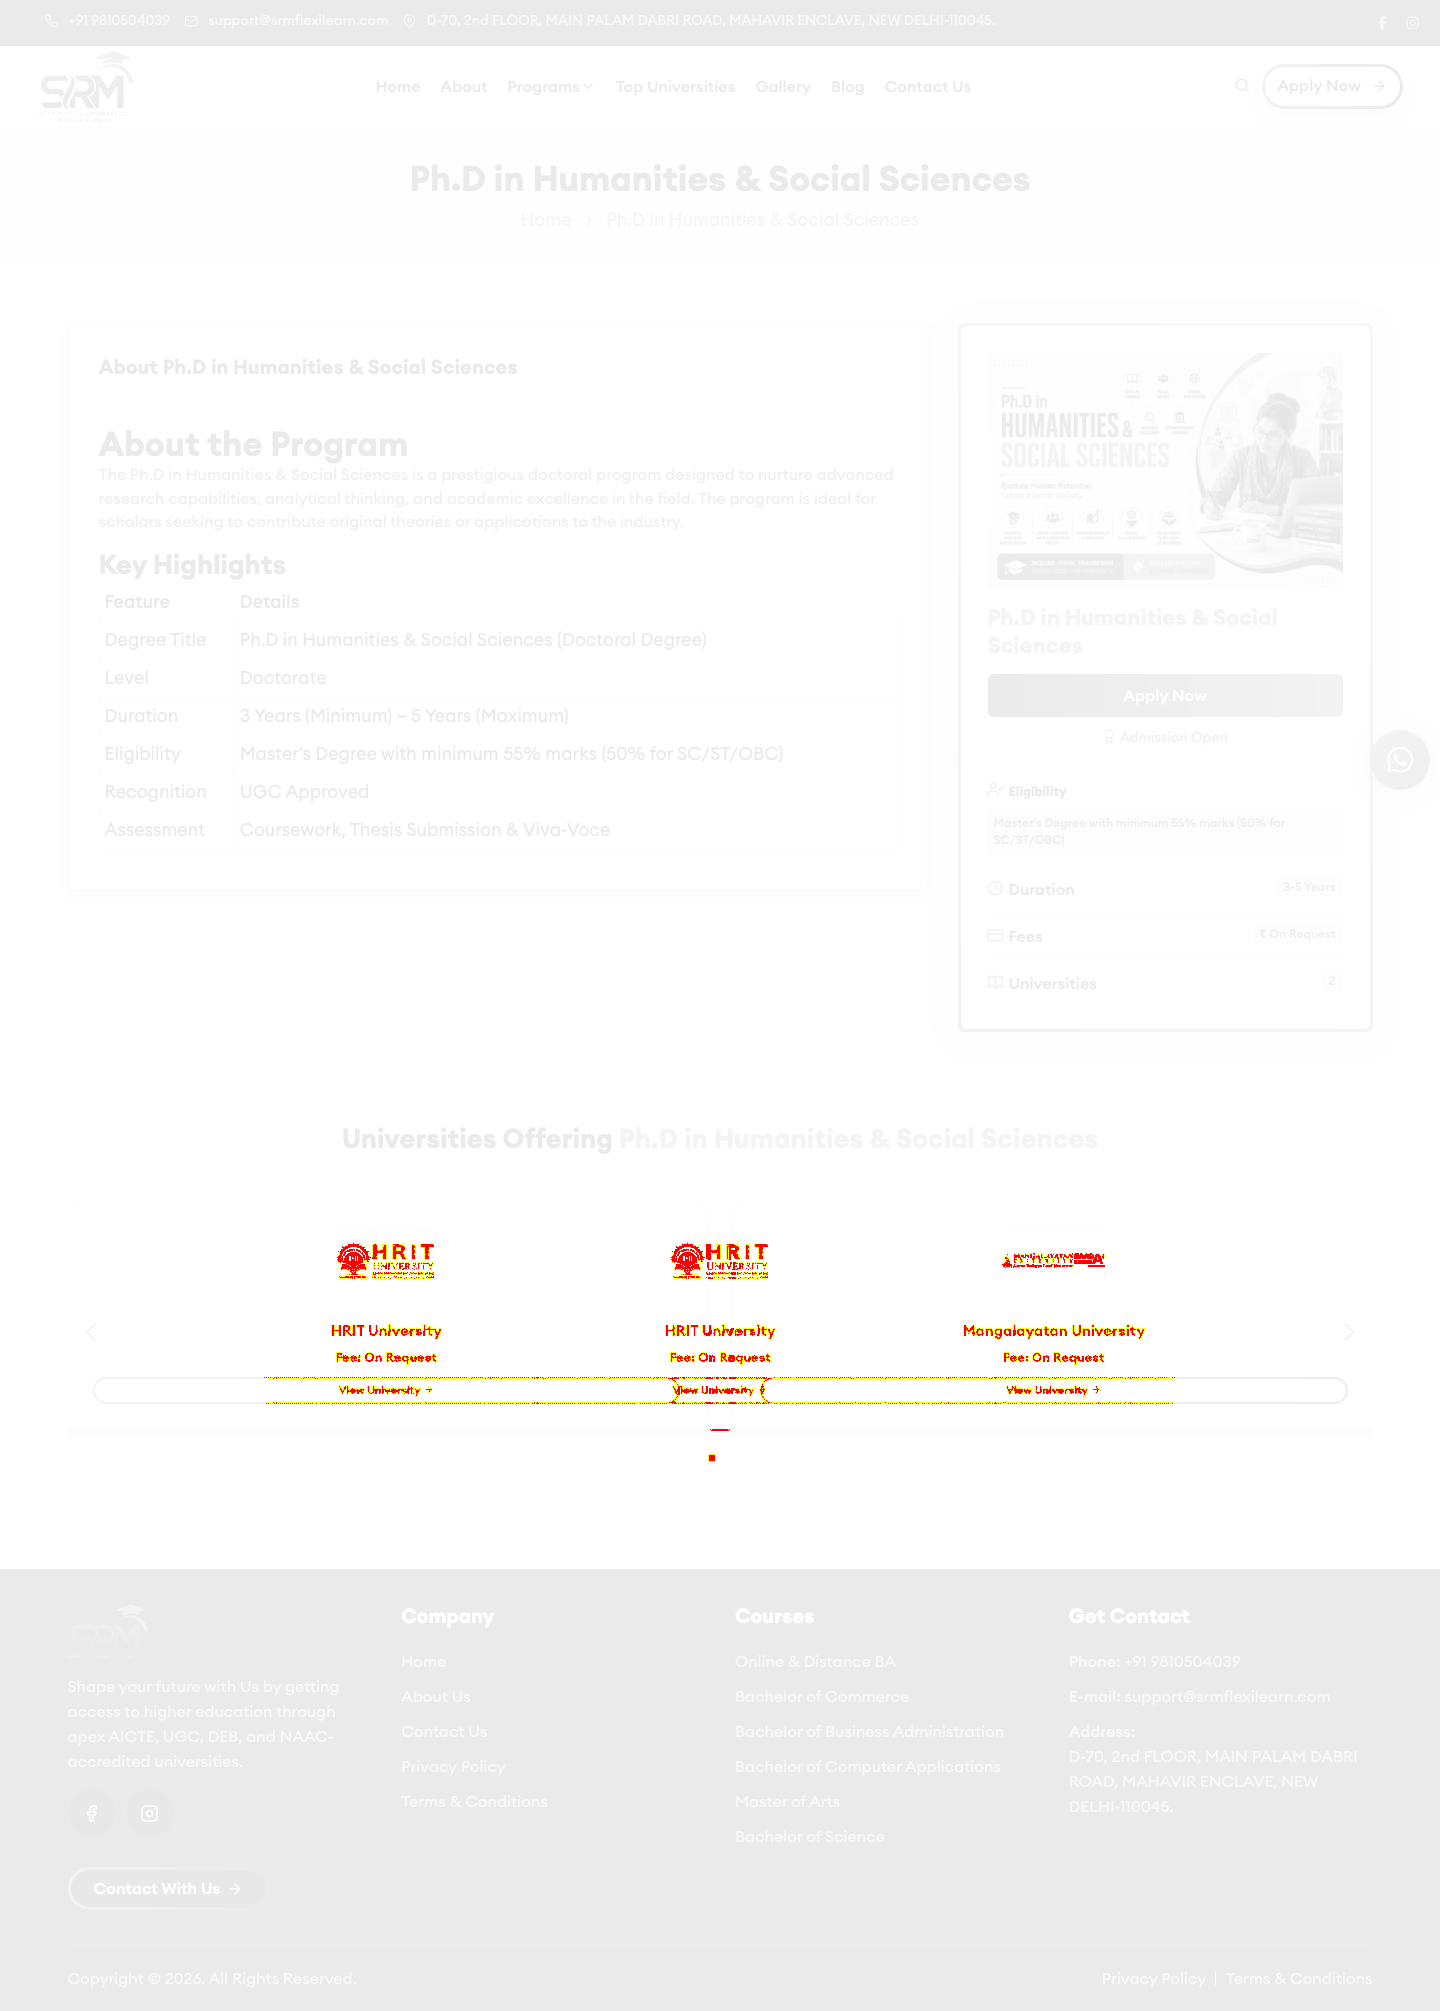 +91 9810504039 support@srmflexilearn.com D-70, 2nd FLOOR, MAIN PALAM DABRI ROAD, MAHAVIR ENCLAVE, NEW DELHI-110045.
SRM
Home About Programs Top Universities Gallery Blog Contact Us
Apply Now
Ph.D in Humanities & Social Sciences
Home › Ph.D in Humanities & Social Sciences
About Ph.D in Humanities & Social Sciences
About the Program
The Ph.D in Humanities & Social Sciences is a prestigious doctoral program designed to nurture advanced
research capabilities, analytical thinking, and academic excellence in the field. The program is ideal for
scholars seeking to contribute original theories or applications to the industry.
Key Highlights
Feature Details
Degree Title Ph.D in Humanities & Social Sciences (Doctoral Degree)
Level Doctorate
Duration 3 Years (Minimum) – 5 Years (Maximum)
Eligibility Master's Degree with minimum 55% marks (50% for SC/ST/OBC)
Recognition UGC Approved
Assessment Coursework, Thesis Submission & Viva-Voce
Ph.D in
HUMANITIES &
SOCIAL SCIENCES
Explore Human Potential.
Ph.D in Humanities & Social
Sciences
Apply Now
Admission Open
Eligibility
Master's Degree with minimum 55% marks (50% for
SC/ST/OBC)
Duration 3-5 Years
Fees ₹ On Request
Universities 2
Universities Offering Ph.D in Humanities & Social Sciences
HRIT
UNIVERSITY
HRIT University
Fee: On Request
View University →
HRIT
UNIVERSITY
HRIT University
Fee: On Request
View University
Mangalayatan University
Fee: On Request
View University →
SRM
Shape your future with Us by getting
access to higher education through
apex AICTE, UGC, DEB, and NAAC-
accredited universities.
Contact With Us →
Company
Home
About Us
Contact Us
Privacy Policy
Terms & Conditions
Courses
Online & Distance BA
Bachelor of Commerce
Bachelor of Business Administration
Bachelor of Computer Applications
Master of Arts
Bachelor of Science
Get Contact
Phone: +91 9810504039
E-mail: support@srmflexilearn.com
Address:
D-70, 2nd FLOOR, MAIN PALAM DABRI
ROAD, MAHAVIR ENCLAVE, NEW
DELHI-110045.
Copyright © 2026. All Rights Reserved.
Privacy Policy | Terms & Conditions